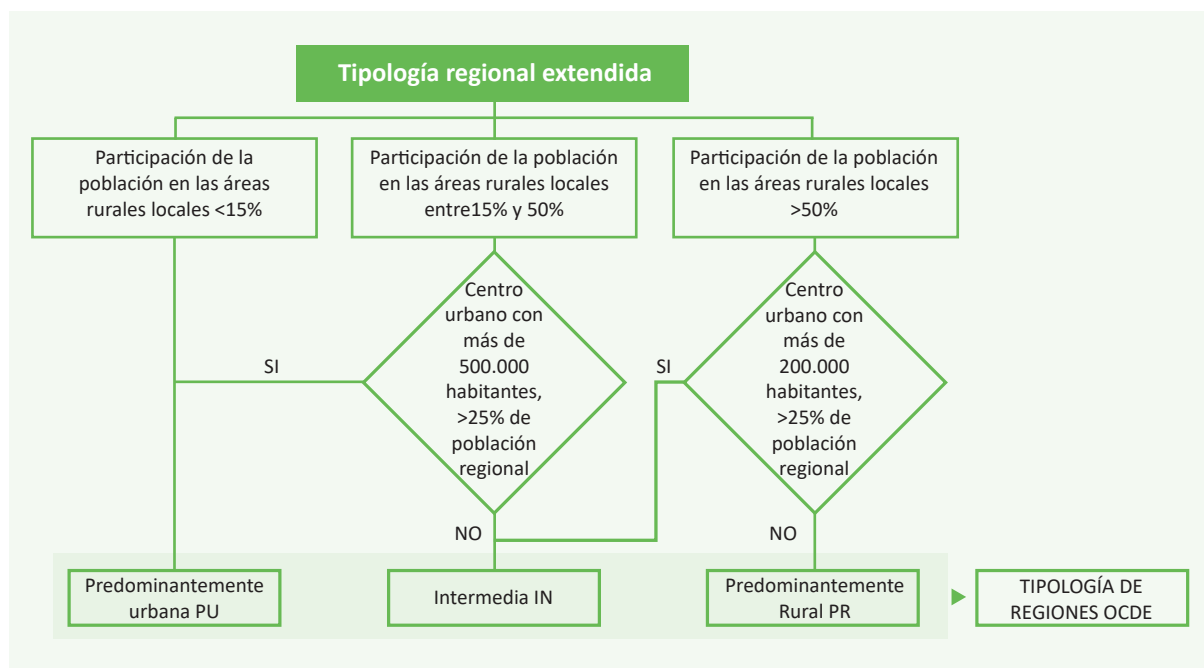 Tipología regional extendida
Participación de la
población en las áreas
rurales locales <15%
Participación de la población
en las áreas rurales locales
entre15% y 50%
Participación de la población
en las áreas rurales locales
>50%
Centro
urbano con
más de
500.000
habitantes,
>25% de
población
regional
Centro
urbano con
más de
200.000
habitantes,
>25% de
población
regional
SI
SI
NO
NO
Predominantemente
urbana PU
Intermedia IN
Predominantemente
Rural PR
TIPOLOGÍA DE
REGIONES OCDE